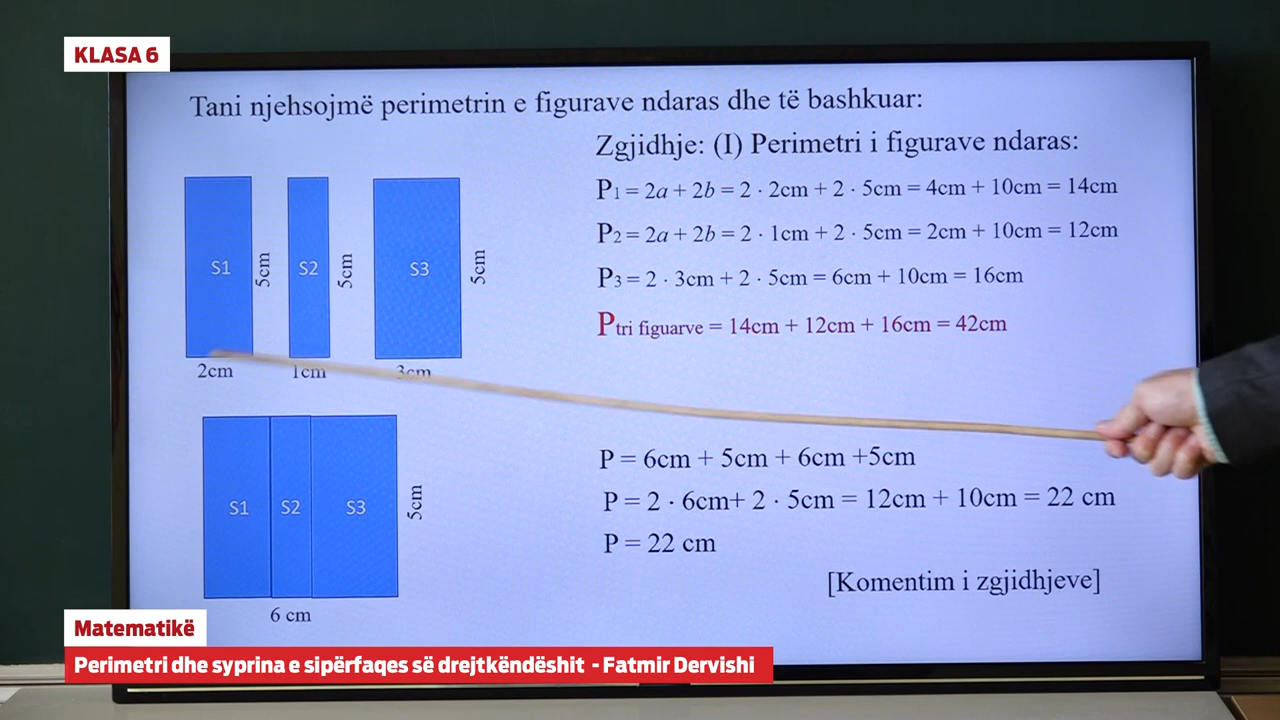 KLASA 6
Tani njehsojmë perimetrin e figurave ndaras dhe të bashkuar:
Zgjidhje: (I) Perimetri i figurave ndaras:
P1 = 2a + 2b = 2 · 2cm + 2 · 5cm = 4cm + 10cm = 14cm
P2 = 2a + 2b = 2 · 1cm + 2 · 5cm = 2cm + 10cm = 12cm
P3 = 2 · 3cm + 2 · 5cm = 6cm + 10cm = 16cm
Ptri figuarve = 14cm + 12cm + 16cm = 42cm
S1 5cm S2 5cm S3 5cm
2cm 1cm 3cm
P = 6cm + 5cm + 6cm +5cm
P = 2 · 6cm+ 2 · 5cm = 12cm + 10cm = 22 cm
P = 22 cm
[Komentim i zgjidhjeve]
S1 S2 S3 5cm
6 cm
Matematikë
Perimetri dhe syprina e sipërfaqes së drejtkëndëshit - Fatmir Dervishi